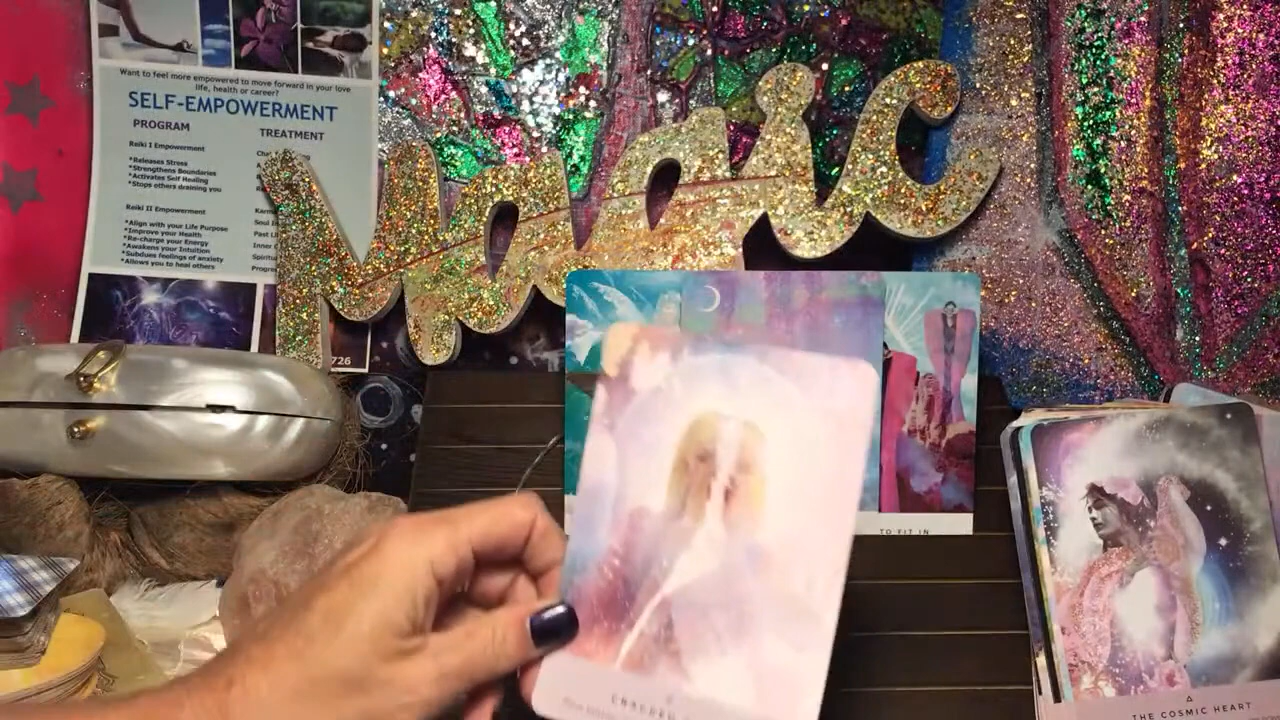 Want to feel more empowered to move forward in your love
life, health or career?
SELF-EMPOWERMENT
PROGRAM
TREATMENT
Reiki I Empowerment
*Releases Stress
*Strengthens Boundaries
*Activates Self Healing
*Stops others draining you
Reiki II Empowerment
*Align with your Life Purpose
*Improve your Health
*Re-charge your Energy
*Awakens your Intuition
*Subdues feelings of anxiety
*Allows you to heal others
Soul
Past
Inner
726
Magic
TO FIT IN
THE COSMIC HEART